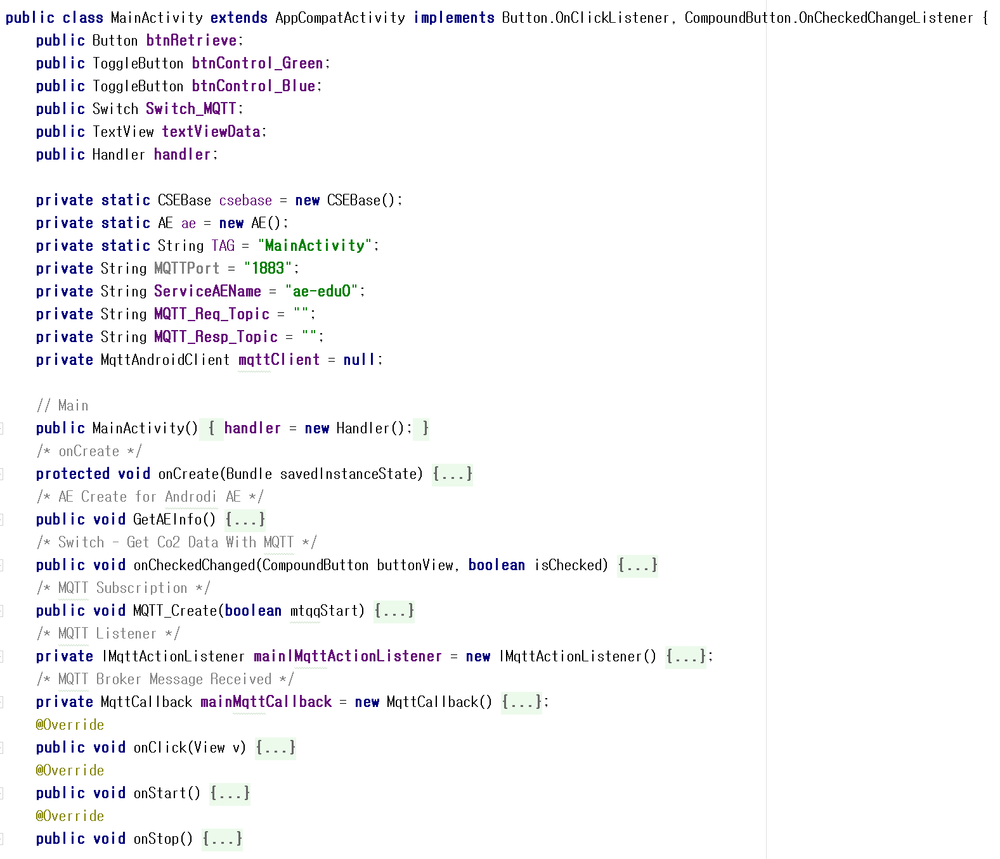 public class MainActivity extends AppCompatActivity implements Button.OnClickListener, CompoundButton.OnCheckedChangeListener {
public Button btnRetrieve;
public ToggleButton btnControl_Green;
public ToggleButton btnControl_Blue;
public Switch Switch_MQTT;
public TextView textViewData;
public Handler handler;
private static CSEBase csebase = new CSEBase();
private static AE ae = new AE();
private static String TAG = "MainActivity";
private String MQTTPort = "1883";
private String ServiceAEName = "ae-edu0";
private String MQTT_Req_Topic = "";
private String MQTT_Resp_Topic = "";
private MqttAndroidClient mqttClient = null;
// Main
public MainActivity() { handler = new Handler(); }
/* onCreate */
protected void onCreate(Bundle savedInstanceState) {...}
/* AE Create for Androdi AE */
public void GetAEInfo() {...}
/* Switch - Get Co2 Data With MQTT */
public void onCheckedChanged(CompoundButton buttonView, boolean isChecked) {...}
/* MQTT Subscription */
public void MQTT_Create(boolean mtqqStart) {...}
/* MQTT Listener */
private IMqttActionListener mainIMqttActionListener = new IMqttActionListener() {...};
/* MQTT Broker Message Received */
private MqttCallback mainMqttCallback = new MqttCallback() {...};
@Override
public void onClick(View v) {...}
@Override
public void onStart() {...}
@Override
public void onStop() {...}